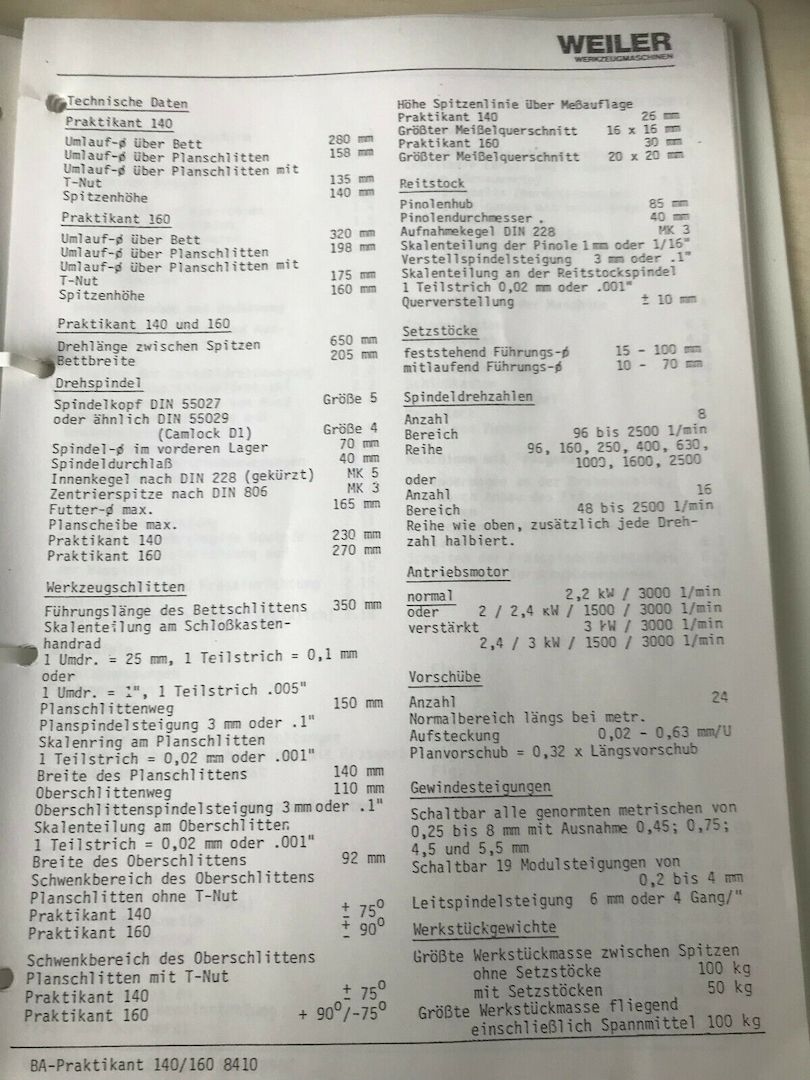 WEILER
WERKZEUGMASCHINEN
Technische Daten
Praktikant 140
Umlauf-ø über Bett 280 mm
Umlauf-ø über Planschlitten 158 mm
Umlauf-ø über Planschlitten mit
T-Nut 135 mm
Spitzenhöhe 140 mm
Praktikant 160
Umlauf-ø über Bett 320 mm
Umlauf-ø über Planschlitten 198 mm
Umlauf-ø über Planschlitten mit
T-Nut 175 mm
Spitzenhöhe 160 mm
Praktikant 140 und 160
Drehlänge zwischen Spitzen 650 mm
Bettbreite 205 mm
Drehspindel
Spindelkopf DIN 55027 Größe 5
oder ähnlich DIN 55029
(Camlock D1) Größe 4
Spindel-ø im vorderen Lager 70 mm
Spindeldurchlaß 40 mm
Innenkegel nach DIN 228 (gekürzt) MK 5
Zentrierspitze nach DIN 806 MK 3
Futter-ø max. 165 mm
Planscheibe max.
Praktikant 140 230 mm
Praktikant 160 270 mm
Werkzeugschlitten
Führungslänge des Bettschlittens 350 mm
Skalenteilung am Schloßkasten-
handrad
1 Umdr. = 25 mm, 1 Teilstrich = 0,1 mm
oder
1 Umdr. = 1", 1 Teilstrich .005"
Planschlittenweg 150 mm
Planspindelsteigung 3 mm oder .1"
Skalenring am Planschlitten
1 Teilstrich = 0,02 mm oder .001"
Breite des Planschlittens 140 mm
Oberschlittenweg 110 mm
Oberschlittenspindelsteigung 3 mm oder .1"
Skalenteilung am Oberschlitten
1 Teilstrich = 0,02 mm oder .001"
Breite des Oberschlittens 92 mm
Schwenkbereich des Oberschlittens
Planschlitten ohne T-Nut
Praktikant 140 ± 75°
Praktikant 160 ± 90°
Schwenkbereich des Oberschlittens
Planschlitten mit T-Nut
Praktikant 140 ± 75°
Praktikant 160 + 90°/-75°
Höhe Spitzenlinie über Meßauflage
Praktikant 140 26 mm
Größter Meißelquerschnitt 16 x 16 mm
Praktikant 160 30 mm
Größter Meißelquerschnitt 20 x 20 mm
Reitstock
Pinolenhub 85 mm
Pinolendurchmesser . 40 mm
Aufnahmekegel DIN 228 MK 3
Skalenteilung der Pinole 1 mm oder 1/16"
Verstellspindelsteigung 3 mm oder .1"
Skalenteilung an der Reitstockspindel
1 Teilstrich 0,02 mm oder .001"
Querverstellung ± 10 mm
Setzstöcke
feststehend Führungs-ø 15 - 100 mm
mitlaufend Führungs-ø 10 - 70 mm
Spindeldrehzahlen
Anzahl 8
Bereich 96 bis 2500 1/min
Reihe 96, 160, 250, 400, 630,
1000, 1600, 2500
oder
Anzahl 16
Bereich 48 bis 2500 1/min
Reihe wie oben, zusätzlich jede Dreh-
zahl halbiert.
Antriebsmotor
normal 2,2 kW / 3000 1/min
oder 2 / 2,4 kW / 1500 / 3000 1/min
verstärkt 3 kW / 3000 1/min
2,4 / 3 kW / 1500 / 3000 1/min
Vorschübe
Anzahl 24
Normalbereich längs bei metr.
Aufsteckung 0,02 - 0,63 mm/U
Planvorschub = 0,32 x Längsvorschub
Gewindesteigungen
Schaltbar alle genormten metrischen von
0,25 bis 8 mm mit Ausnahme 0,45; 0,75;
4,5 und 5,5 mm
Schaltbar 19 Modulsteigungen von
0,2 bis 4 mm
Leitspindelsteigung 6 mm oder 4 Gang/"
Werkstückgewichte
Größte Werkstückmasse zwischen Spitzen
ohne Setzstöcke 100 kg
mit Setzstöcken 50 kg
Größte Werkstückmasse fliegend
einschließlich Spannmittel 100 kg
BA-Praktikant 140/160 8410